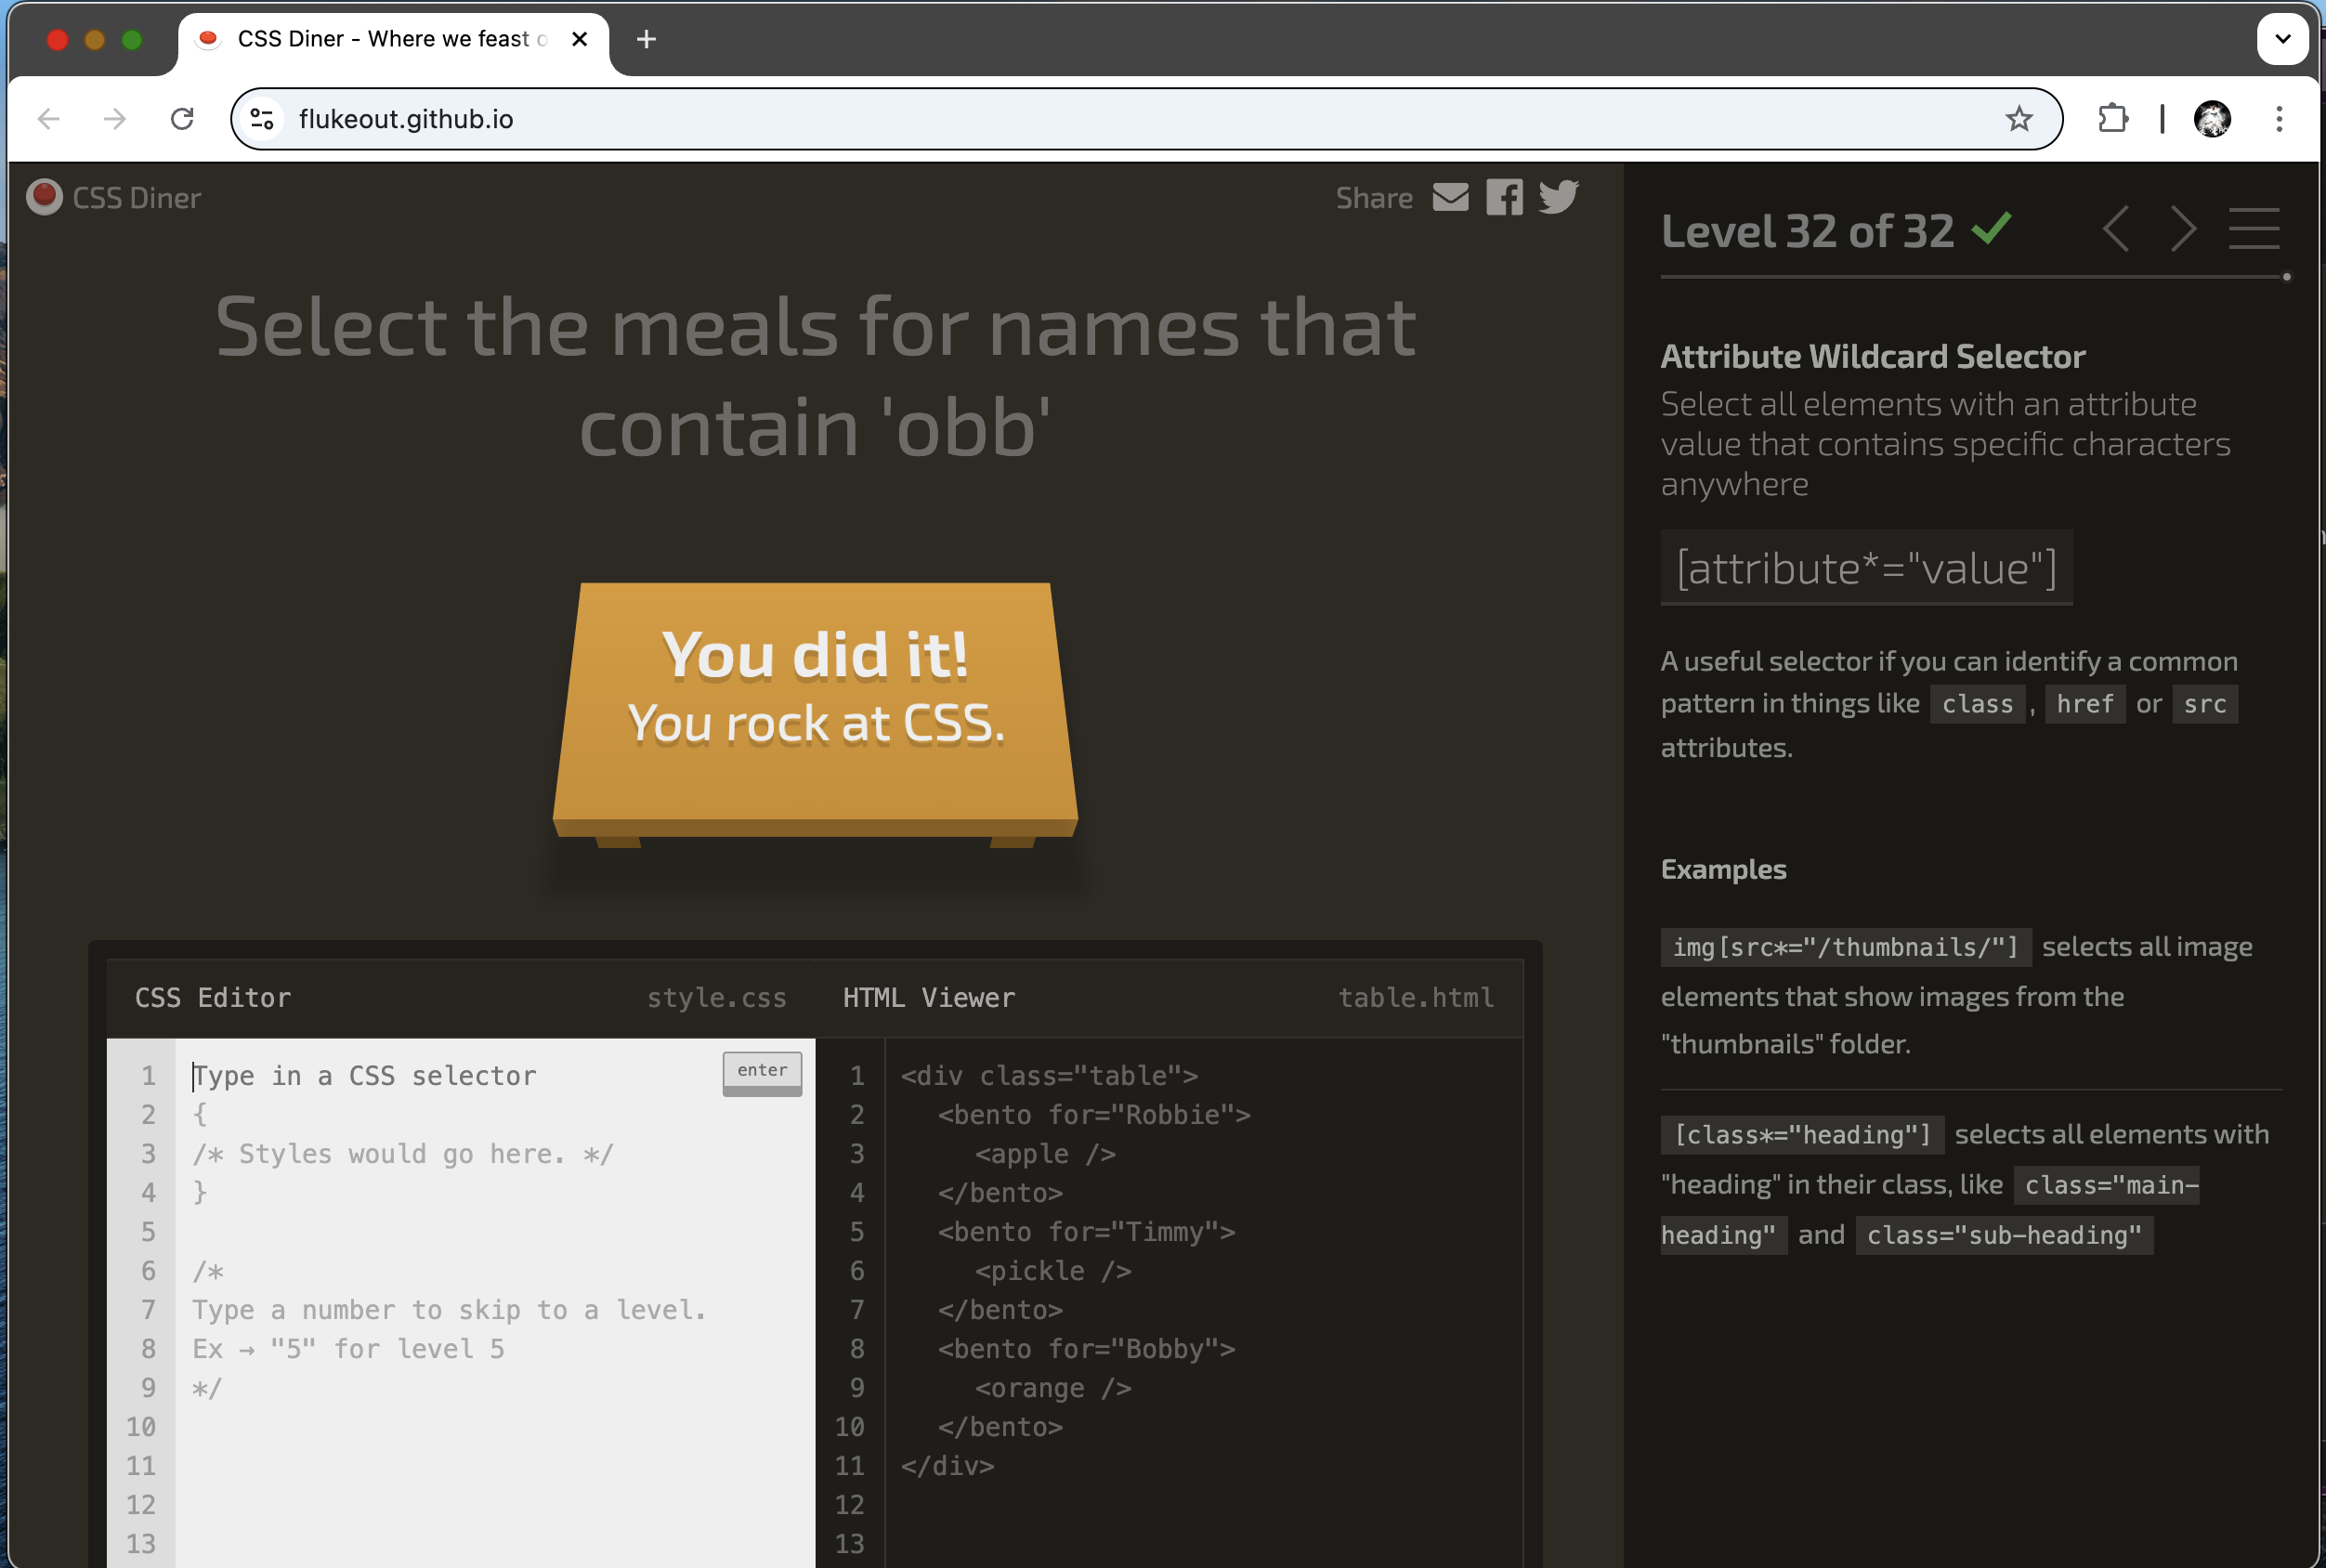 CSS Diner - Where we feast
flukeout.github.io
CSS Diner
Share
Select the meals for names that
contain 'obb'
You did it!
You rock at CSS.
CSS Editor style.css
1 Type in a CSS selector enter
2 {
3 /* Styles would go here. */
4 }
5
6 /*
7 Type a number to skip to a level.
8 Ex → "5" for level 5
9 */
10
11
12
13
HTML Viewer table.html
1 <div class="table">
2 <bento for="Robbie">
3 <apple />
4 </bento>
5 <bento for="Timmy">
6 <pickle />
7 </bento>
8 <bento for="Bobby">
9 <orange />
10 </bento>
11 </div>
12
13
Level 32 of 32
Attribute Wildcard Selector
Select all elements with an attribute
value that contains specific characters
anywhere
[attribute*="value"]
A useful selector if you can identify a common
pattern in things like class , href or src
attributes.
Examples
img[src*="/thumbnails/"] selects all image
elements that show images from the
"thumbnails" folder.
[class*="heading"] selects all elements with
"heading" in their class, like class="main-
heading" and class="sub-heading"